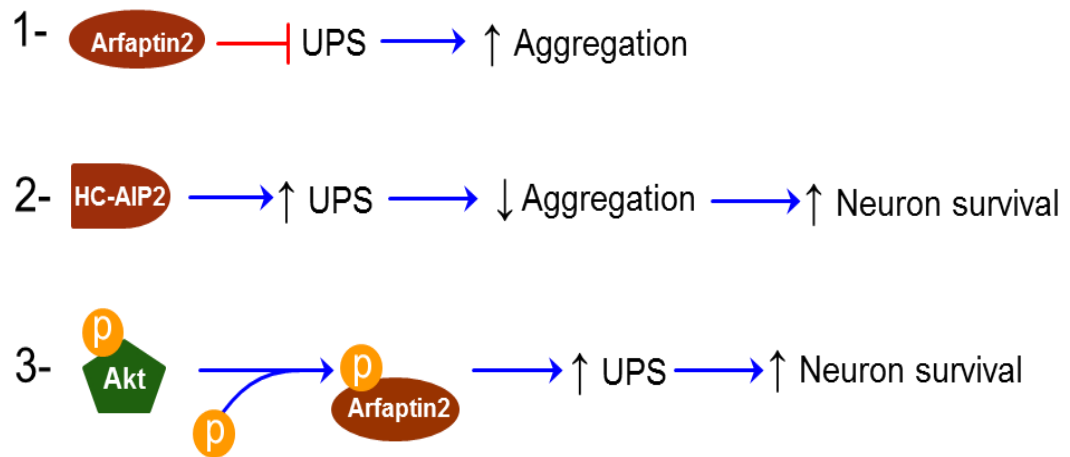 1- Arfaptin2 UPS ↑ Aggregation
2- HC-AIP2 ↑ UPS ↓ Aggregation ↑ Neuron survival
p
3- Akt p ↑ UPS ↑ Neuron survival
p Arfaptin2